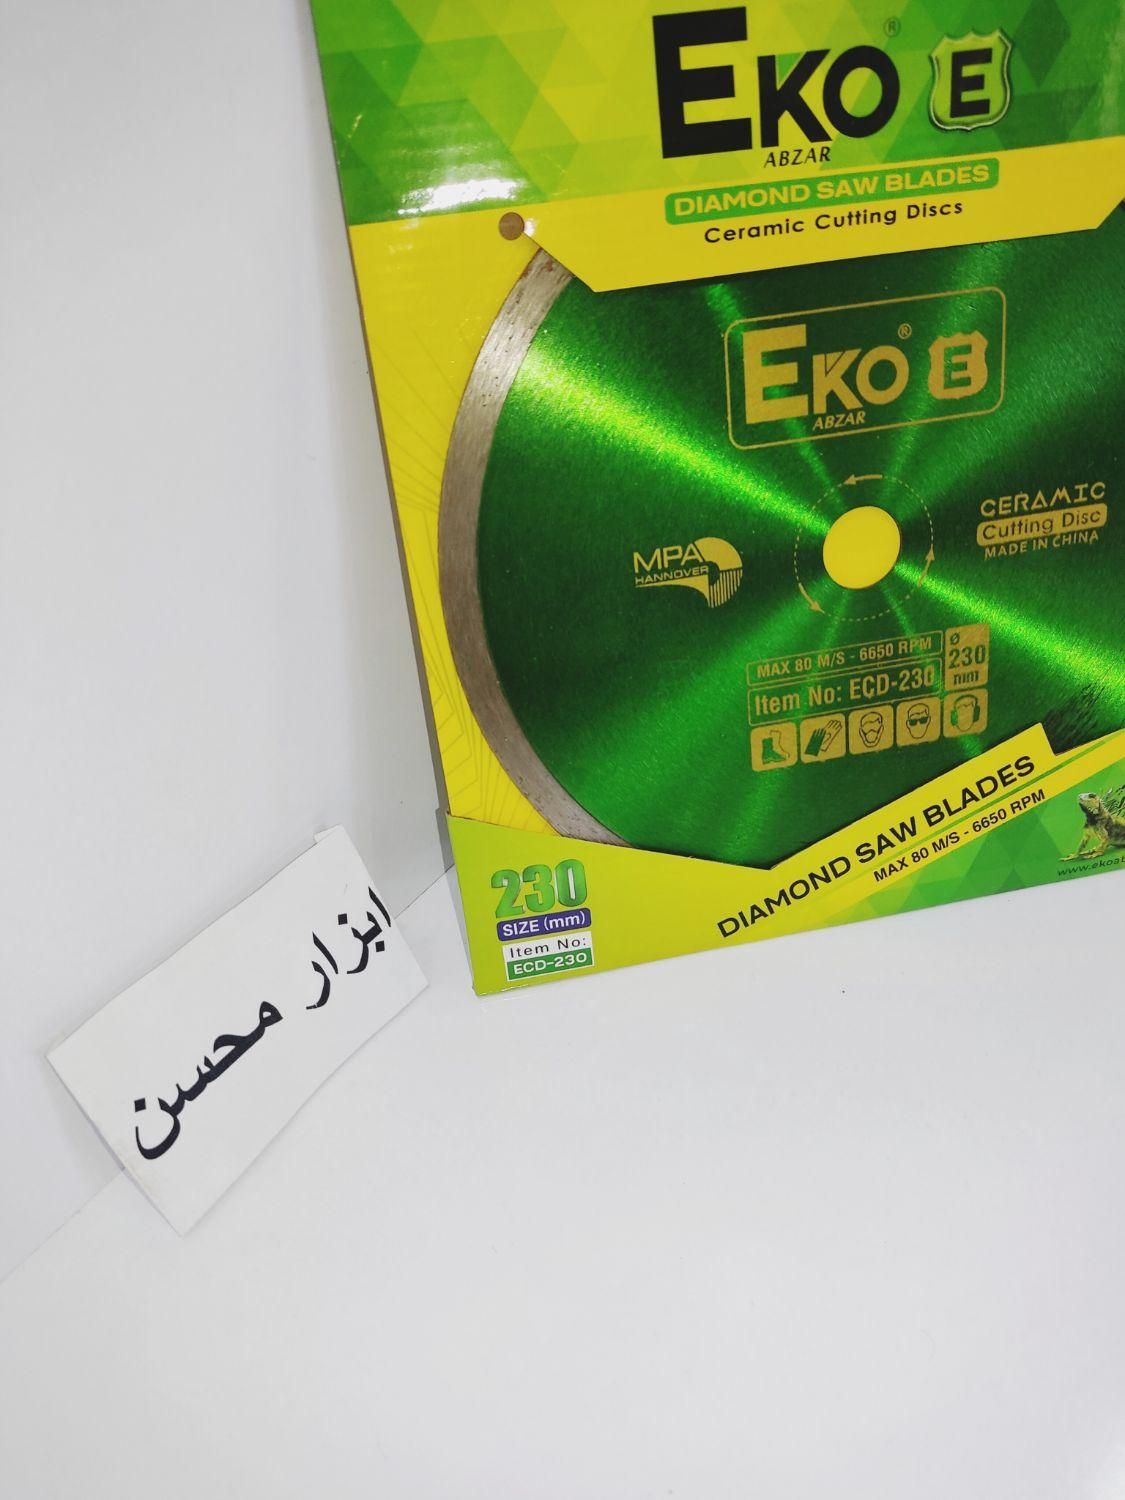 EKO ® E
ABZAR
DIAMOND SAW BLADES
Ceramic Cutting Discs
EKO ® E
ABZAR
MPA
HANNOVER
CERAMIC
Cutting Disc
MADE IN CHINA
MAX 80 M/S - 6650 RPM
Item No: ECD-230
Ø
230
mm
DIAMOND SAW BLADES
MAX 80 M/S - 6650 RPM
230
SIZE (mm)
Item No:
ECD-230
ابزار محسن